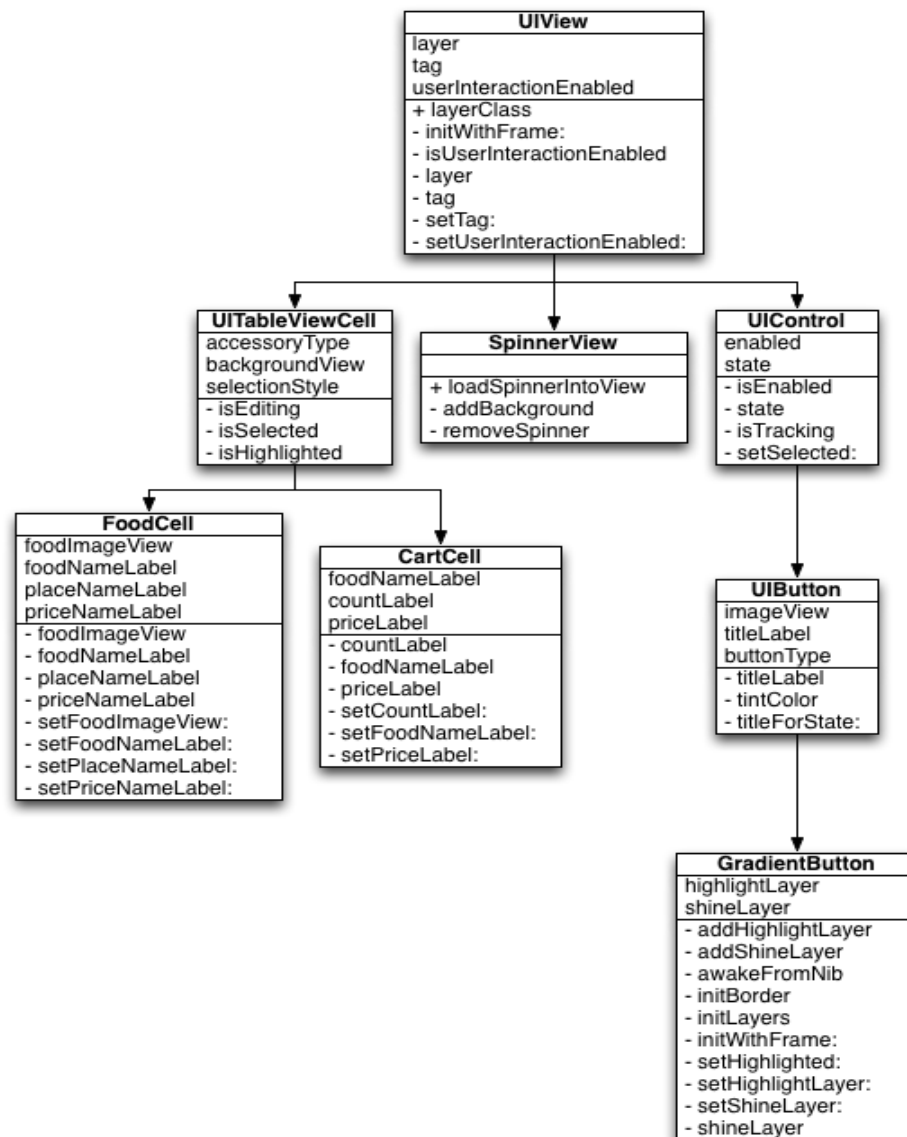 UIView
layer
tag
userInteractionEnabled
+ layerClass
- initWithFrame:
- isUserInteractionEnabled
- layer
- tag
- setTag:
- setUserInteractionEnabled:
UITableViewCell
accessoryType
backgroundView
selectionStyle
- isEditing
- isSelected
- isHighlighted
SpinnerView
+ loadSpinnerIntoView
- addBackground
- removeSpinner
UIControl
enabled
state
- isEnabled
- state
- isTracking
- setSelected:
FoodCell
foodImageView
foodNameLabel
placeNameLabel
priceNameLabel
- foodImageView
- foodNameLabel
- placeNameLabel
- priceNameLabel
- setFoodImageView:
- setFoodNameLabel:
- setPlaceNameLabel:
- setPriceNameLabel:
CartCell
foodNameLabel
countLabel
priceLabel
- countLabel
- foodNameLabel
- priceLabel
- setCountLabel:
- setFoodNameLabel:
- setPriceLabel:
UIButton
imageView
titleLabel
buttonType
- titleLabel
- tintColor
- titleForState:
GradientButton
highlightLayer
shineLayer
- addHighlightLayer
- addShineLayer
- awakeFromNib
- initBorder
- initLayers
- initWithFrame:
- setHighlighted:
- setHighlightLayer:
- setShineLayer:
- shineLayer